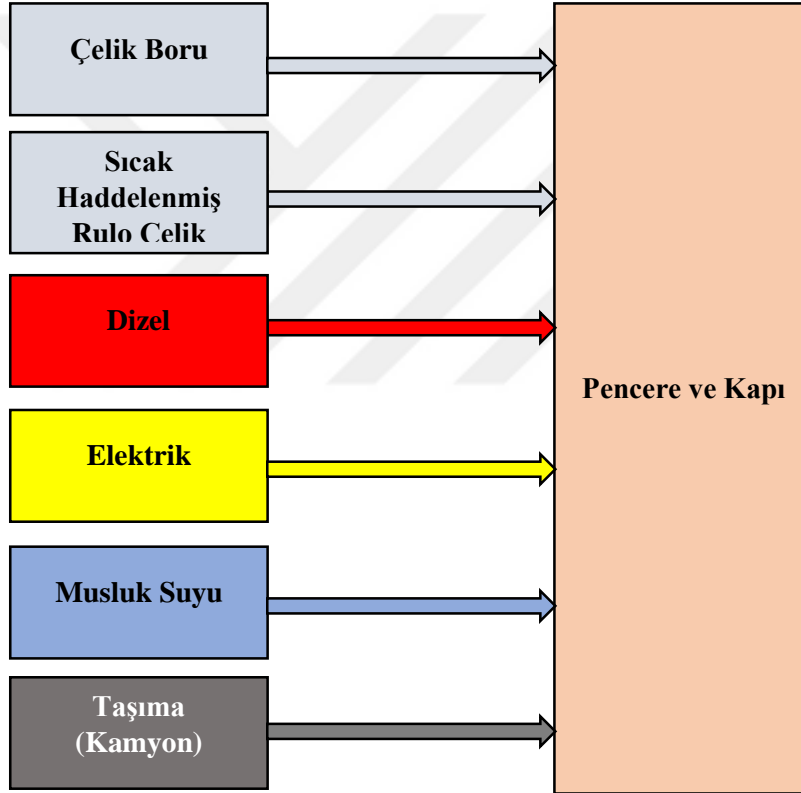 Çelik Boru
Sıcak
Haddelenmiş
Rulo Çelik
Dizel
Elektrik
Pencere ve Kapı
Musluk Suyu
Taşıma
(Kamyon)